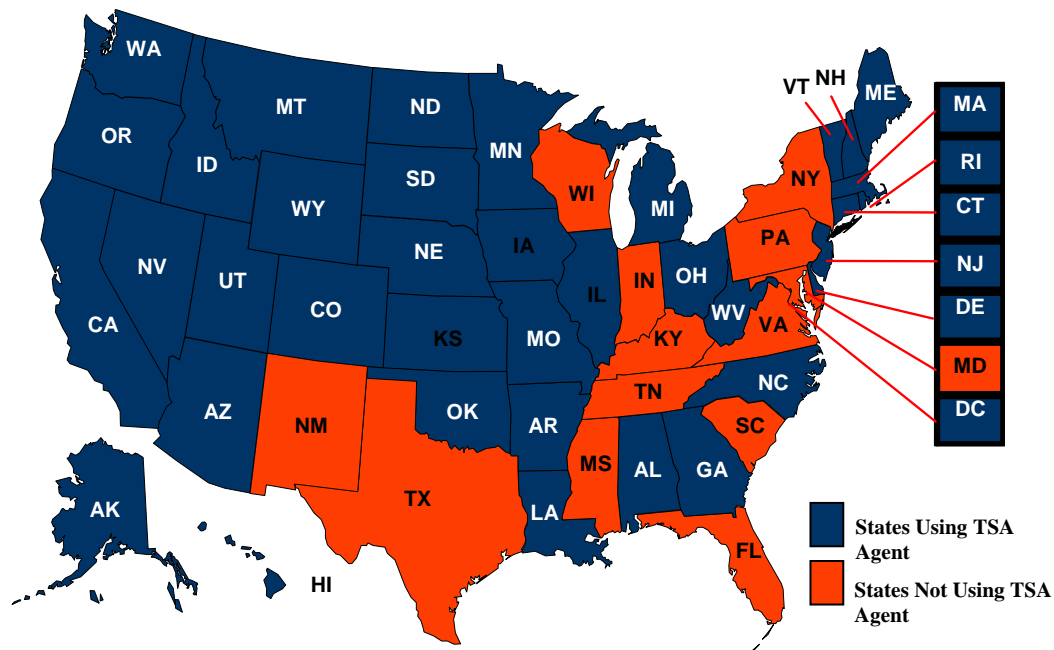 WA
MT
ND
MN
VT
NH
ME
MA
OR
ID
SD
WI
NY
RI
WY
MI
CT
NV
UT
NE
IA
PA
NJ
CA
CO
KS
MO
IL
IN
OH
WV
VA
DE
KY
MD
AZ
NM
OK
AR
TN
NC
DC
SC
TX
LA
MS
AL
GA
AK
HI
FL
States Using TSA
Agent
States Not Using TSA
Agent